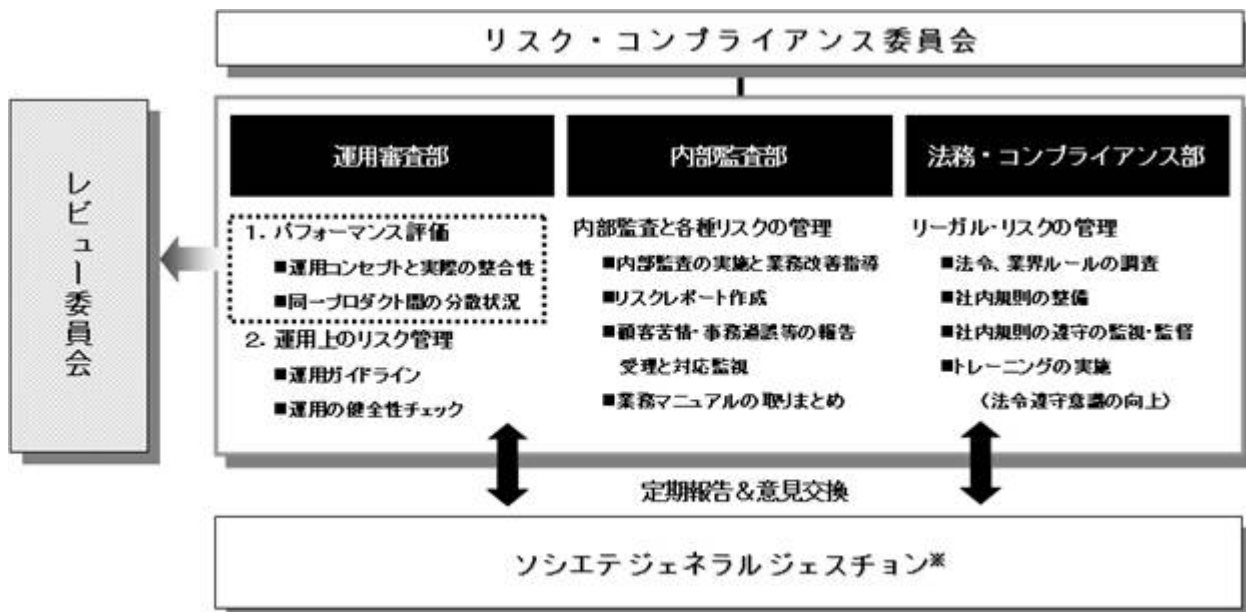 リスク・コンプライアンス委員会
レビュー委員会
運用審査部
1. パフォーマンス評価
■運用コンセプトと実際の整合性
■同一プロダクト間の分散状況
2. 運用上のリスク管理
■運用ガイドライン
■運用の健全性チェック
内部監査部
内部監査と各種リスクの管理
■内部監査の実施と業務改善指導
■リスクレポート作成
■顧客苦情・事務過誤等の報告
受理と対応監視
■業務マニュアルの取りまとめ
法務・コンプライアンス部
リーガル・リスクの管理
■法令、業界ルールの調査
■社内規則の整備
■社内規則の遵守の監視・監督
■トレーニングの実施
（法令遵守意識の向上）
定期報告＆意見交換
ソシエテ ジェネラル ジェスチョン※